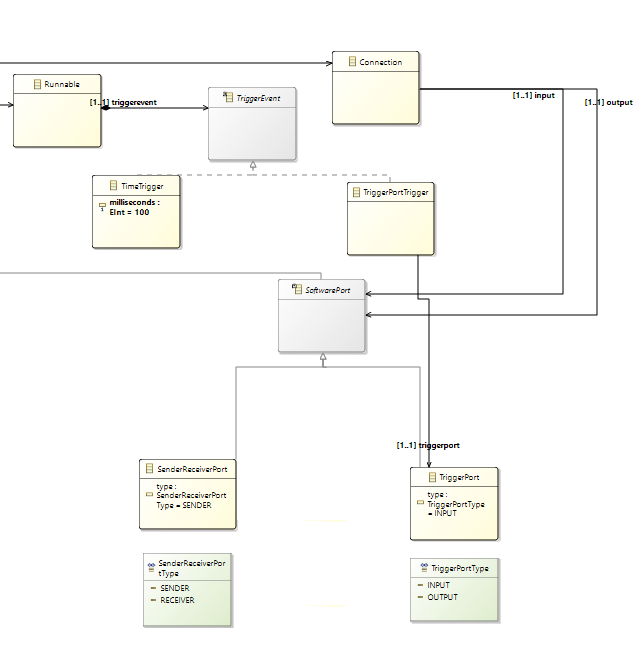 Connection
Runnable
[1..1] triggerevent
TriggerEvent
[1..1] input
[1..1] output
TimeTrigger
milliseconds :
EInt = 100
TriggerPortTrigger
SoftwarePort
[1..1] triggerport
SenderReceiverPort
type :
SenderReceiverPort
Type = SENDER
TriggerPort
type :
TriggerPortType
= INPUT
SenderReceiverPor
tType
SENDER
RECEIVER
TriggerPortType
INPUT
OUTPUT